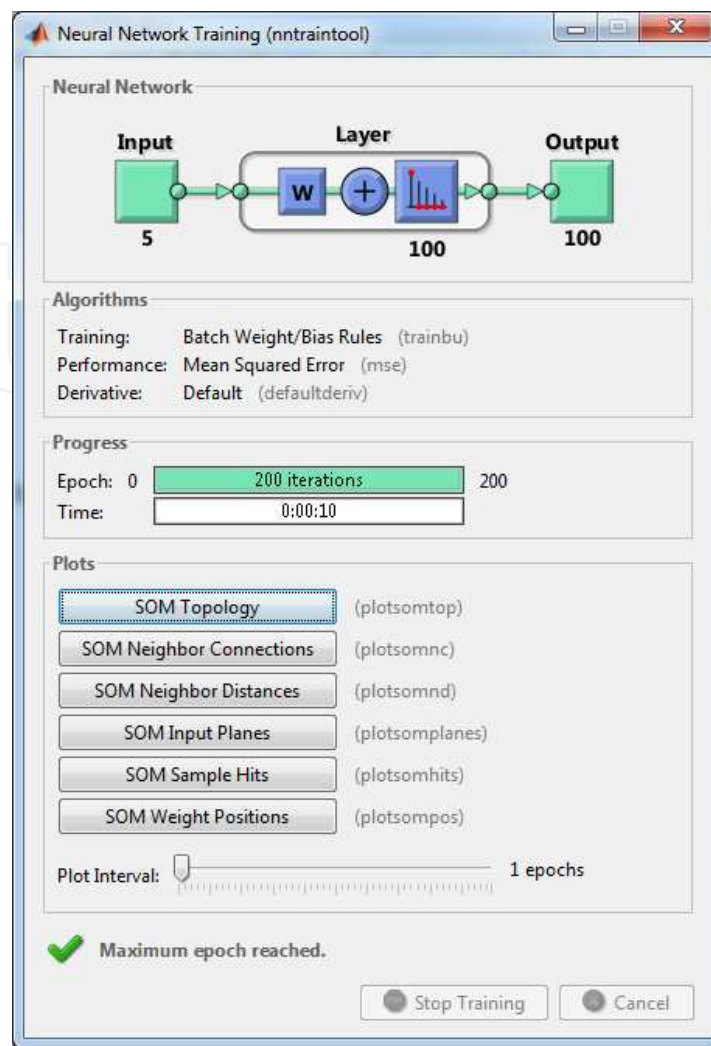 Neural Network Training (nntraintool)
Neural Network
Input
Layer
Output
W
+
5
100
100
Algorithms
Training: Batch Weight/Bias Rules (trainbu)
Performance: Mean Squared Error (mse)
Derivative: Default (defaultderiv)
Progress
Epoch: 0 200 iterations 200
Time: 0:00:10
Plots
SOM Topology (plotsomtop)
SOM Neighbor Connections (plotsomnc)
SOM Neighbor Distances (plotsomnd)
SOM Input Planes (plotsomplanes)
SOM Sample Hits (plotsomhits)
SOM Weight Positions (plotsompos)
Plot Interval: 1 epochs
Maximum epoch reached.
Stop Training Cancel